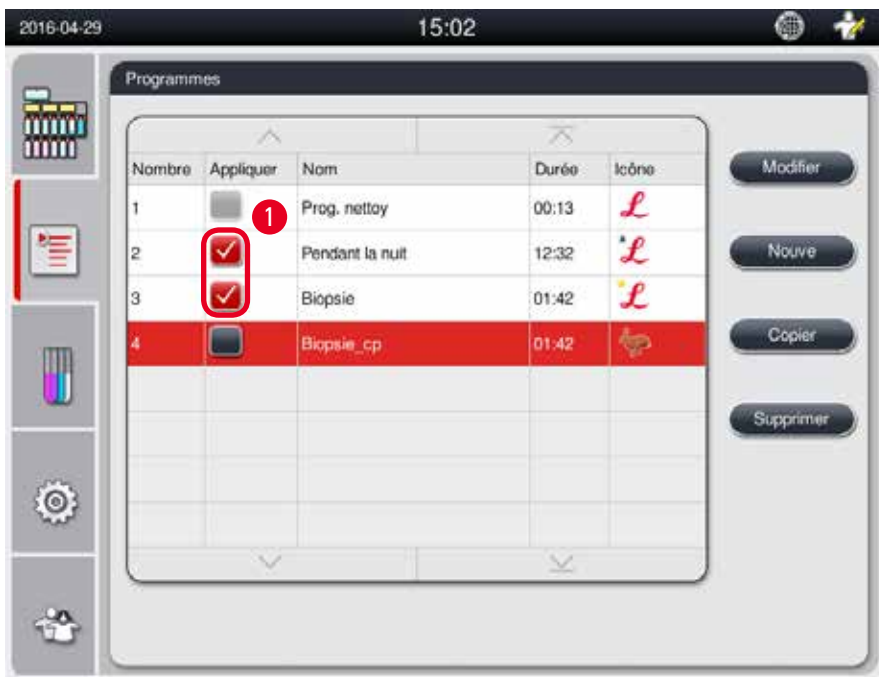 2016-04-29 15:02
Programmes
Nombre Appliquer Nom Durée Icône
1 Prog. nettoy 00:13 L
1
2 Pendant la nuit 12:32 L
3 Biopsie 01:42 L
4 Biopsie_cp 01:42
Modifier
Nouve
Copier
Supprimer